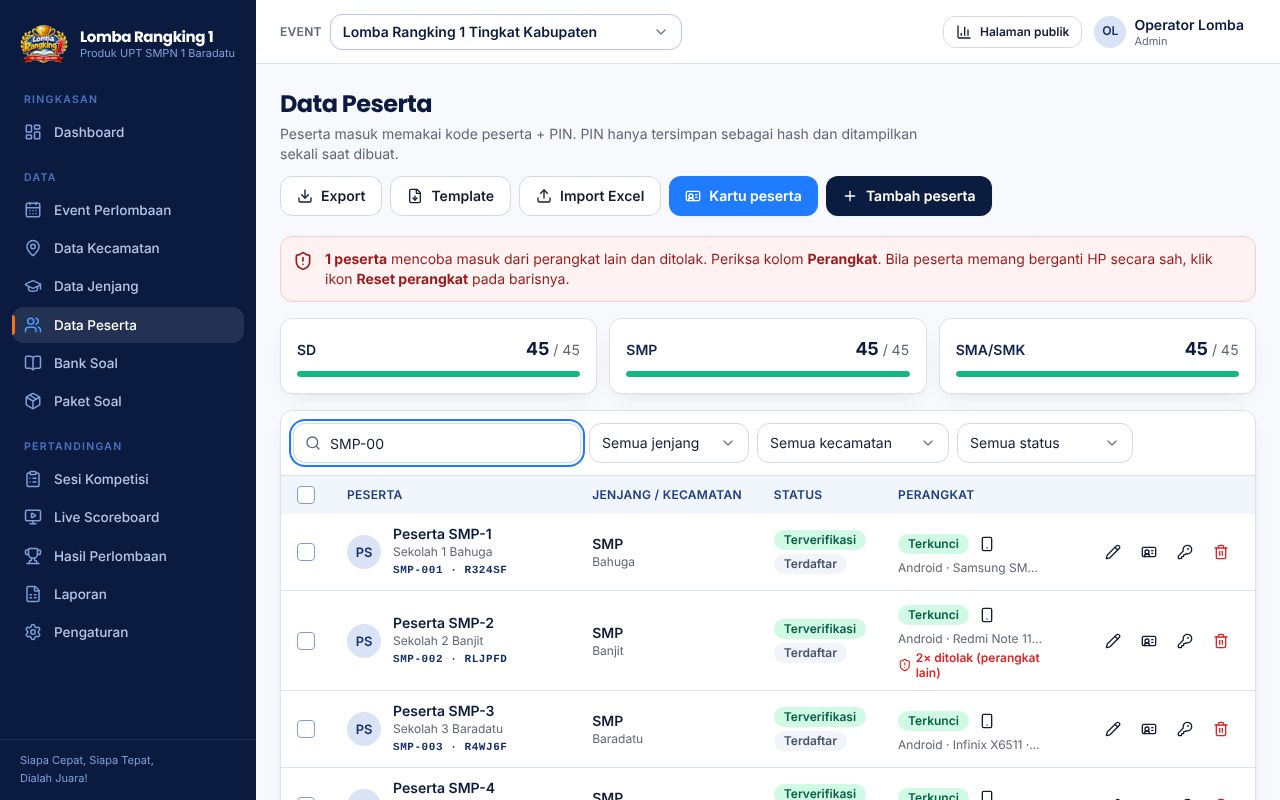 Lomba Rangking 1
Produk UPT SMPN 1 Baradatu
RINGKASAN
Dashboard
DATA
Event Perlombaan
Data Kecamatan
Data Jenjang
Data Peserta
Bank Soal
Paket Soal
PERTANDINGAN
Sesi Kompetisi
Live Scoreboard
Hasil Perlombaan
Laporan
Pengaturan
Siapa Cepat, Siapa Tepat,
Dialah Juara!
EVENT
Lomba Rangking 1 Tingkat Kabupaten
Halaman publik
OL
Operator Lomba
Admin
Data Peserta
Peserta masuk memakai kode peserta + PIN. PIN hanya tersimpan sebagai hash dan ditampilkan
sekali saat dibuat.
Export
Template
Import Excel
Kartu peserta
Tambah peserta
1 peserta mencoba masuk dari perangkat lain dan ditolak. Periksa kolom Perangkat. Bila peserta memang berganti HP secara sah, klik
ikon Reset perangkat pada barisnya.
SD 45 / 45
SMP 45 / 45
SMA/SMK 45 / 45
SMP-00
Semua jenjang
Semua kecamatan
Semua status
PESERTA JENJANG / KECAMATAN STATUS PERANGKAT
PS
Peserta SMP-1
Sekolah 1 Bahuga
SMP-001 · R324SF
SMP
Bahuga
Terverifikasi
Terdaftar
Terkunci
Android · Samsung SM...
PS
Peserta SMP-2
Sekolah 2 Banjit
SMP-002 · RLJPFD
SMP
Banjit
Terverifikasi
Terdaftar
Terkunci
Android · Redmi Note 11...
2× ditolak (perangkat
lain)
PS
Peserta SMP-3
Sekolah 3 Baradatu
SMP-003 · R4WJ6F
SMP
Baradatu
Terverifikasi
Terdaftar
Terkunci
Android · Infinix X6511 ·...
PS
Peserta SMP-4
SMP
Terverifikasi
Terkunci